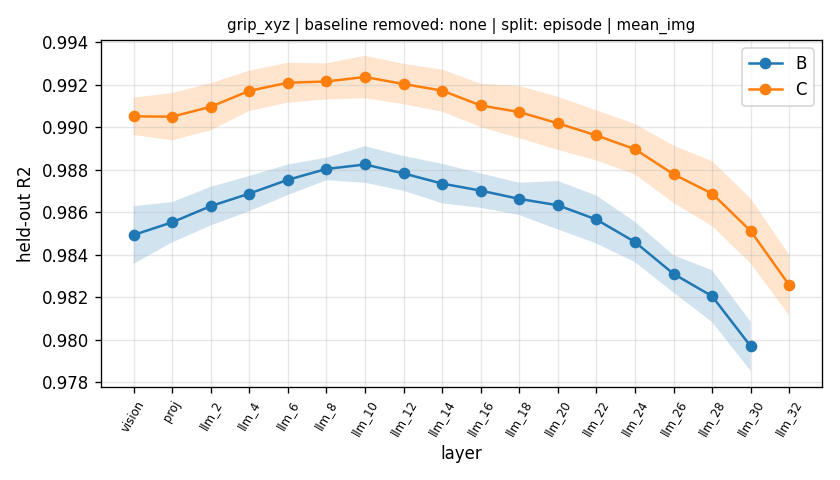 grip_xyz | baseline removed: none | split: episode | mean_img
held-out R2
0.994
0.992
0.990
0.988
0.986
0.984
0.982
0.980
0.978
B
C
vision
proj
llm_2
llm_4
llm_6
llm_8
llm_10
llm_12
llm_14
llm_16
llm_18
llm_20
llm_22
llm_24
llm_26
llm_28
llm_30
llm_32
layer